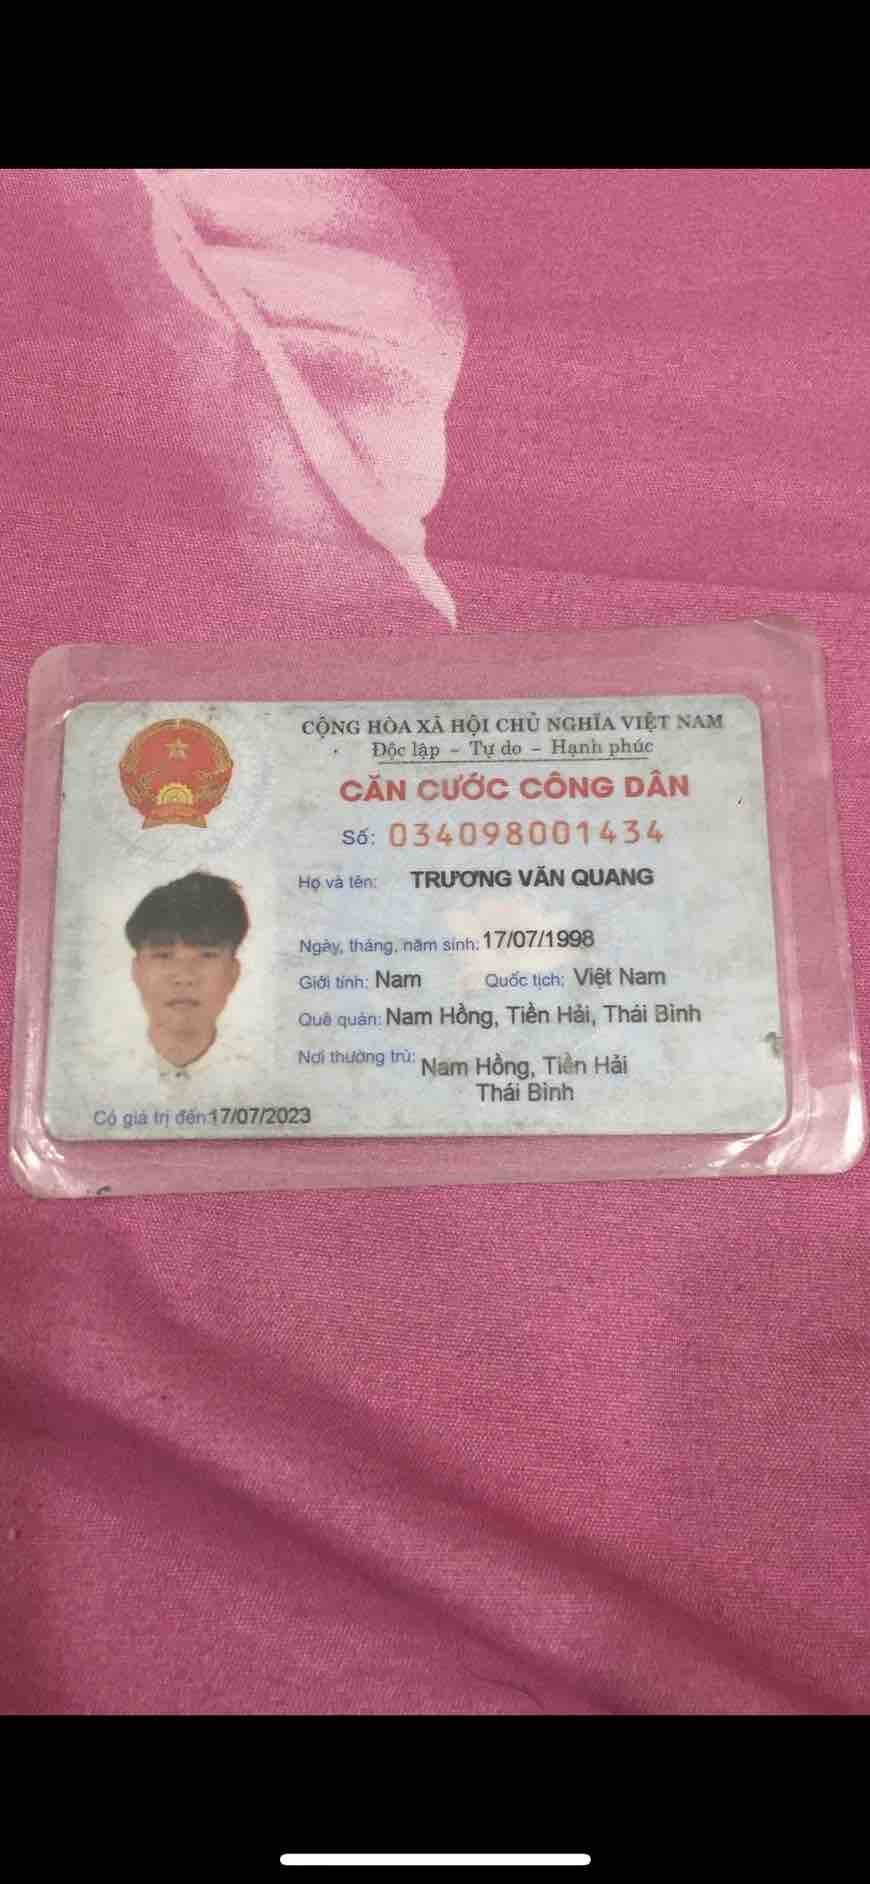 CỘNG HÒA XÃ HỘI CHỦ NGHĨA VIỆT NAM
Độc lập - Tự do - Hạnh phúc
CĂN CƯỚC CÔNG DÂN
Số: 034098001434
Họ và tên: TRƯƠNG VĂN QUANG
Ngày, tháng, năm sinh: 17/07/1998
Giới tính: Nam Quốc tịch: Việt Nam
Quê quán: Nam Hồng, Tiền Hải, Thái Bình
Nơi thường trú: Nam Hồng, Tiền Hải
Thái Bình
Có giá trị đến: 17/07/2023